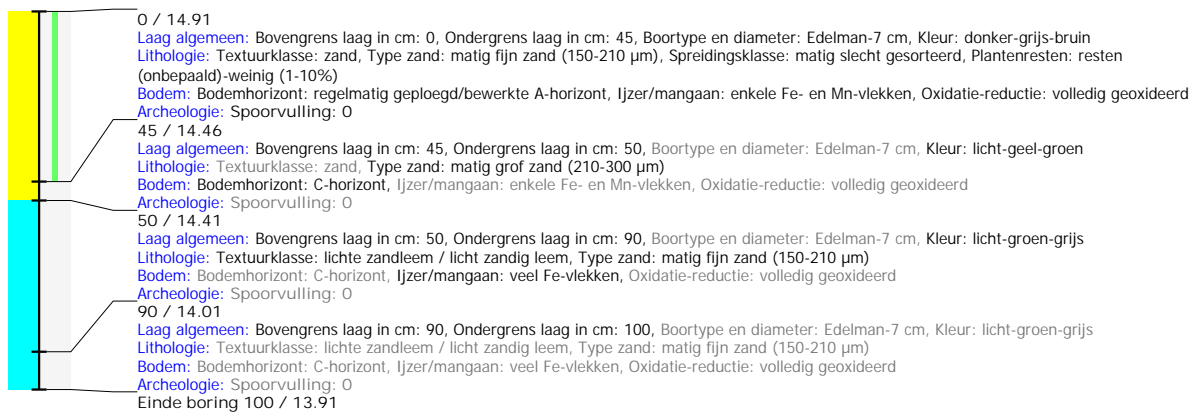 0 / 14.91
Laag algemeen: Bovengrens laag in cm: 0, Ondergrens laag in cm: 45, Boortype en diameter: Edelman-7 cm, Kleur: donker-grijs-bruin
Lithologie: Textuurklasse: zand, Type zand: matig fijn zand (150-210 µm), Spreidingsklasse: matig slecht gesorteerd, Plantenresten: resten
(onbepaald)-weinig (1-10%)
Bodem: Bodemhorizont: regelmatig geploegd/bewerkte A-horizont, Ijzer/mangaan: enkele Fe- en Mn-vlekken, Oxidatie-reductie: volledig geoxideerd
Archeologie: Spoorvulling: 0
45 / 14.46
Laag algemeen: Bovengrens laag in cm: 45, Ondergrens laag in cm: 50, Boortype en diameter: Edelman-7 cm, Kleur: licht-geel-groen
Lithologie: Textuurklasse: zand, Type zand: matig grof zand (210-300 µm)
Bodem: Bodemhorizont: C-horizont, Ijzer/mangaan: enkele Fe- en Mn-vlekken, Oxidatie-reductie: volledig geoxideerd
Archeologie: Spoorvulling: 0
50 / 14.41
Laag algemeen: Bovengrens laag in cm: 50, Ondergrens laag in cm: 90, Boortype en diameter: Edelman-7 cm, Kleur: licht-groen-grijs
Lithologie: Textuurklasse: lichte zandleem / licht zandig leem, Type zand: matig fijn zand (150-210 µm)
Bodem: Bodemhorizont: C-horizont, Ijzer/mangaan: veel Fe-vlekken, Oxidatie-reductie: volledig geoxideerd
Archeologie: Spoorvulling: 0
90 / 14.01
Laag algemeen: Bovengrens laag in cm: 90, Ondergrens laag in cm: 100, Boortype en diameter: Edelman-7 cm, Kleur: licht-groen-grijs
Lithologie: Textuurklasse: lichte zandleem / licht zandig leem, Type zand: matig fijn zand (150-210 µm)
Bodem: Bodemhorizont: C-horizont, Ijzer/mangaan: veel Fe-vlekken, Oxidatie-reductie: volledig geoxideerd
Archeologie: Spoorvulling: 0
Einde boring 100 / 13.91